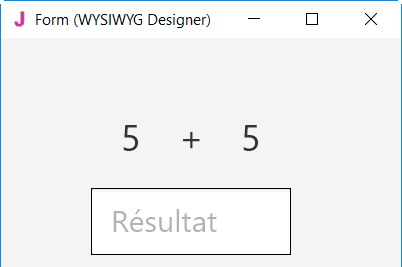 J Form (WYSIWYG Designer)
5 + 5
Résultat